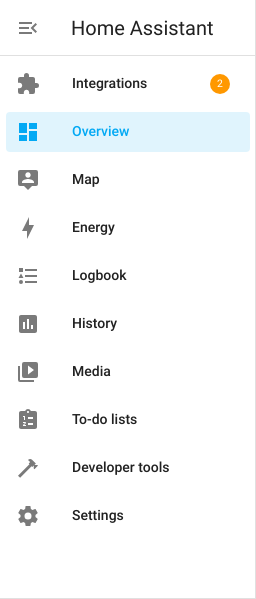 Home Assistant
Integrations 2
Overview
Map
Energy
Logbook
History
Media
To-do lists
Developer tools
Settings